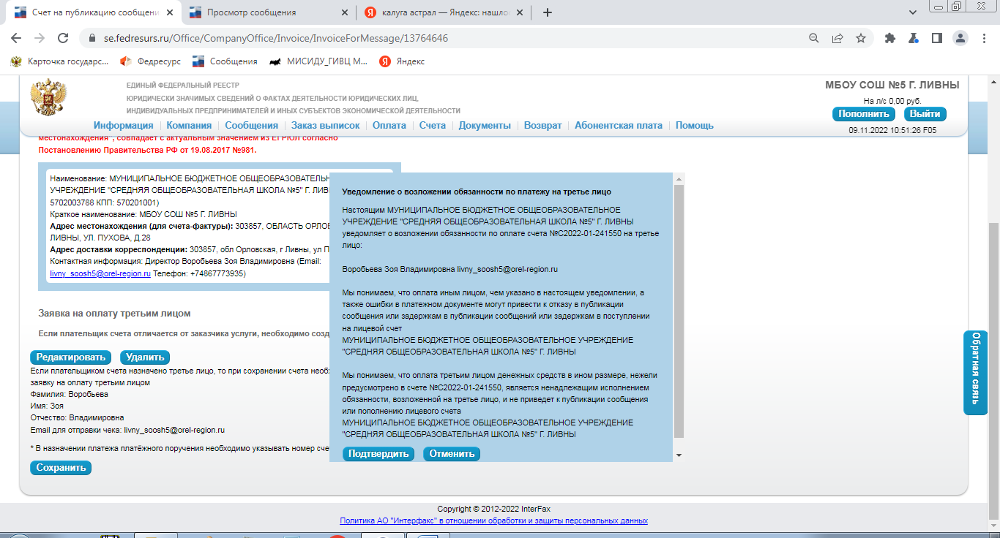 Счет на публикацию сообщени
Просмотр сообщения
калуга астрал — Яндекс: нашло
se.fedresurs.ru/Office/CompanyOffice/Invoice/InvoiceForMessage/13764646
Карточка государс...
Федресурс
Сообщения
МИСИДУ_ГИВЦ М...
Яндекс
ЕДИНЫЙ ФЕДЕРАЛЬНЫЙ РЕЕСТР
ЮРИДИЧЕСКИ ЗНАЧИМЫХ СВЕДЕНИЙ О ФАКТАХ ДЕЯТЕЛЬНОСТИ ЮРИДИЧЕСКИХ ЛИЦ,
ИНДИВИДУАЛЬНЫХ ПРЕДПРИНИМАТЕЛЕЙ И ИНЫХ СУБЪЕКТОВ ЭКОНОМИЧЕСКОЙ ДЕЯТЕЛЬНОСТИ
МБОУ СОШ №5 Г. ЛИВНЫ
На л/с 0,00 руб.
Пополнить Выйти
09.11.2022 10:51:26 F05
Информация Компания Сообщения Заказ выписок Оплата Счета Документы Возврат Абонентская плата Помощь
местонахождения", совпадает с актуальным значением из ЕГРЮЛ согласно
Постановлению Правительства РФ от 19.08.2017 №981.
Наименование: МУНИЦИПАЛЬНОЕ БЮДЖЕТНОЕ ОБЩЕОБРАЗОВАТЕЛЬН
УЧРЕЖДЕНИЕ "СРЕДНЯЯ ОБЩЕОБРАЗОВАТЕЛЬНАЯ ШКОЛА №5" Г. ЛИВ
5702003788 КПП: 570201001)
Краткое наименование: МБОУ СОШ №5 Г. ЛИВНЫ
Адрес местонахождения (для счета-фактуры): 303857, ОБЛАСТЬ ОРЛО
ЛИВНЫ, УЛ. ПУХОВА, Д.28
Адрес доставки корреспонденции: 303857, обл Орловская, г Ливны, ул П
Контактная информация: Директор Воробьева Зоя Владимировна (Email:
livny_soosh5@orel-region.ru Телефон: +74867773935)
Заявка на оплату третьим лицом
Если плательщик счета отличается от заказчика услуги, необходимо созд
Редактировать Удалить
Если плательщиком счета назначено третье лицо, то при сохранении счета необ
заявку на оплату третьим лицом
Фамилия: Воробьева
Имя: Зоя
Отчество: Владимировна
Email для отправки чека: livny_soosh5@orel-region.ru
* В назначении платежа платёжного поручения необходимо указывать номер сче
Сохранить
Уведомление о возложении обязанности по платежу на третье лицо
Настоящим МУНИЦИПАЛЬНОЕ БЮДЖЕТНОЕ ОБЩЕОБРАЗОВАТЕЛЬНОЕ
УЧРЕЖДЕНИЕ "СРЕДНЯЯ ОБЩЕОБРАЗОВАТЕЛЬНАЯ ШКОЛА №5" Г. ЛИВНЫ
уведомляет о возложении обязанности по оплате счета №С2022-01-241550 на третье
лицо:
Воробьева Зоя Владимировна livny_soosh5@orel-region.ru
Мы понимаем, что оплата иным лицом, чем указано в настоящем уведомлении, а
также ошибки в платежном документе могут привести к отказу в публикации
сообщения или задержкам в публикации сообщений или задержкам в поступлении
на лицевой счет
МУНИЦИПАЛЬНОЕ БЮДЖЕТНОЕ ОБЩЕОБРАЗОВАТЕЛЬНОЕ УЧРЕЖДЕНИЕ
"СРЕДНЯЯ ОБЩЕОБРАЗОВАТЕЛЬНАЯ ШКОЛА №5" Г. ЛИВНЫ
Мы понимаем, что оплата третьим лицом денежных средств в ином размере, нежели
предусмотрено в счете №С2022-01-241550, является ненадлежащим исполнением
обязанности, возложенной на третье лицо, и не приведет к публикации сообщения
или пополнению лицевого счета
МУНИЦИПАЛЬНОЕ БЮДЖЕТНОЕ ОБЩЕОБРАЗОВАТЕЛЬНОЕ УЧРЕЖДЕНИЕ
"СРЕДНЯЯ ОБЩЕОБРАЗОВАТЕЛЬНАЯ ШКОЛА №5" Г. ЛИВНЫ
Подтвердить Отменить
Обратная связь
Copyright © 2012-2022 InterFax
Политика АО "Интерфакс" в отношении обработки и защиты персональных данных